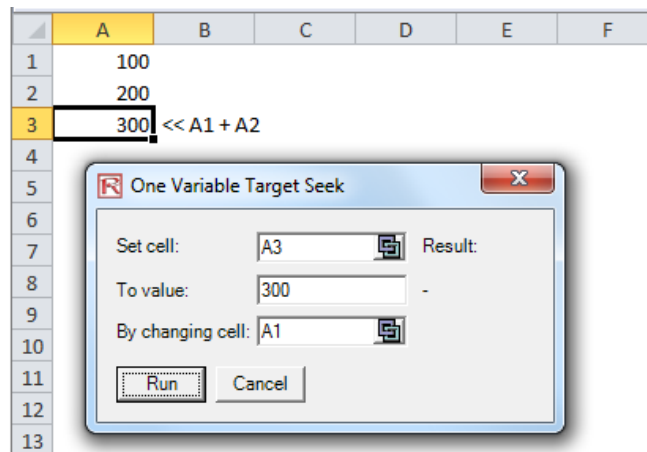 A B C D E F
1 100
2 200
3 300 << A1 + A2
4
5
6
7
8
9
10
11
12
13
One Variable Target Seek
Set cell: A3 Result:
To value: 300 -
By changing cell: A1
Run Cancel